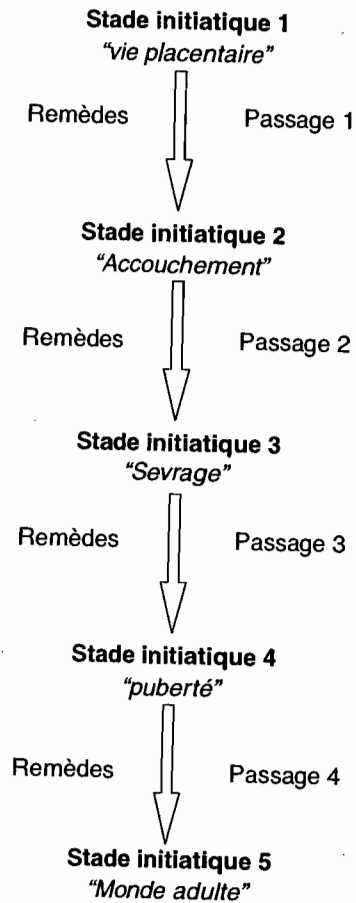 Stade initiatique 1
“vie placentaire”
Remèdes Passage 1
Stade initiatique 2
“Accouchement”
Remèdes Passage 2
Stade initiatique 3
“Sevrage”
Remèdes Passage 3
Stade initiatique 4
“puberté”
Remèdes Passage 4
Stade initiatique 5
“Monde adulte”